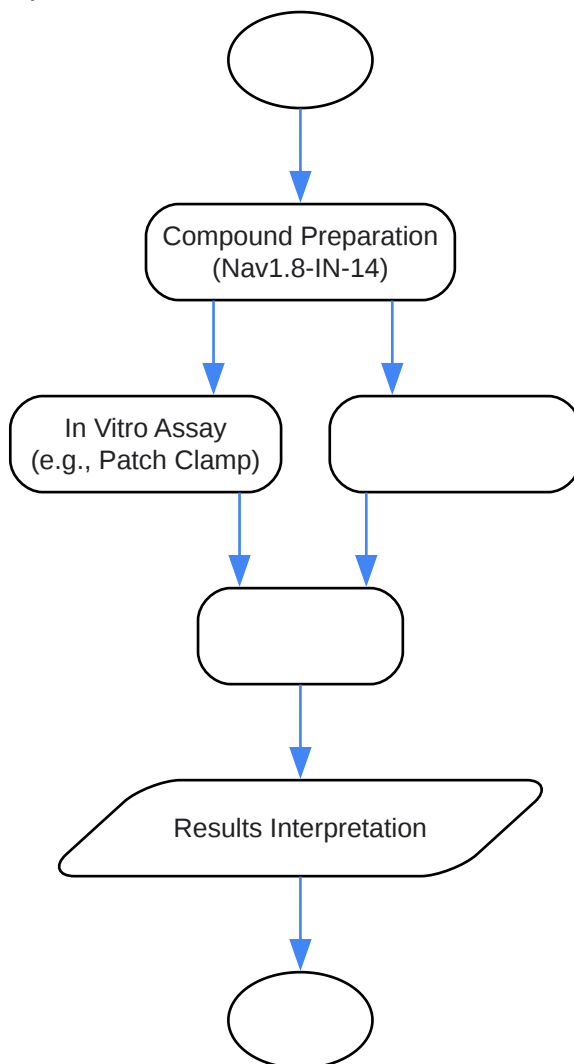 Compound Preparation
(Nav1.8-IN-14)
In Vitro Assay
(e.g., Patch Clamp)
Results Interpretation